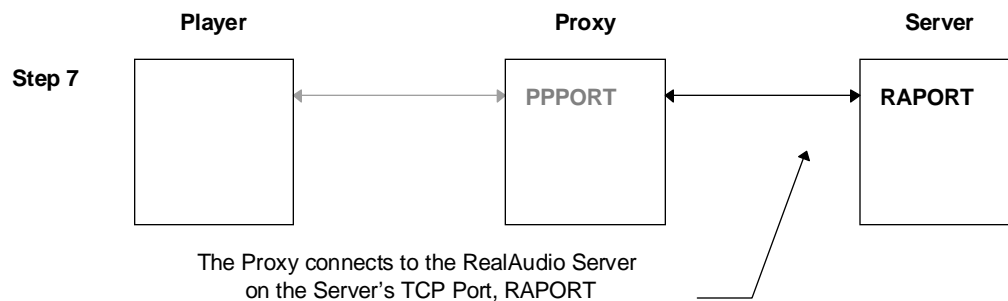 Player Proxy Server
Step 7
PPPORT RAPORT
The Proxy connects to the RealAudio Server
on the Server's TCP Port, RAPORT